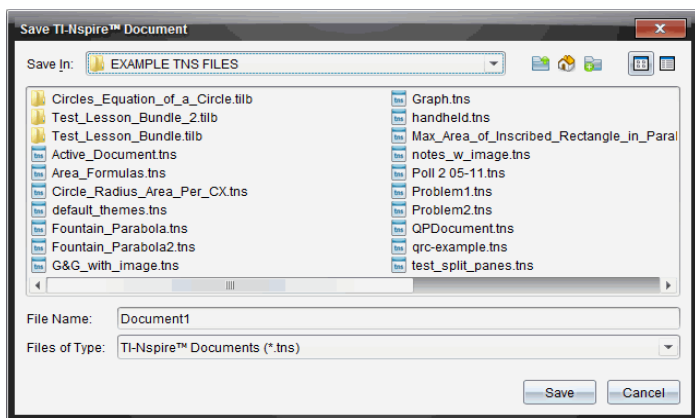 Save TI-Nspire™ Document
Save In: EXAMPLE TNS FILES
Circles_Equation_of_a_Circle.tilb
Test_Lesson_Bundle_2.tilb
Test_Lesson_Bundle.tilb
Active_Document.tns
Area_Formulas.tns
Circle_Radius_Area_Per_CX.tns
default_themes.tns
Fountain_Parabola.tns
Fountain_Parabola2.tns
G&G_with_image.tns
Graph.tns
handheld.tns
Max_Area_of_Inscribed_Rectangle_in_Paral
notes_w_image.tns
Poll 2 05-11.tns
Problem1.tns
Problem2.tns
QPDocument.tns
qrc-example.tns
test_split_panes.tns
File Name: Document1
Files of Type: TI-Nspire™ Documents (*.tns)
Save Cancel